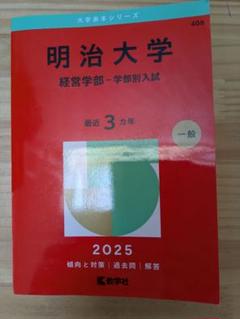 大学赤本シリーズ
408
明治大学
経営学部－学部別入試
最近3カ年
一般
2025
傾向と対策｜過去問｜解答
教学社